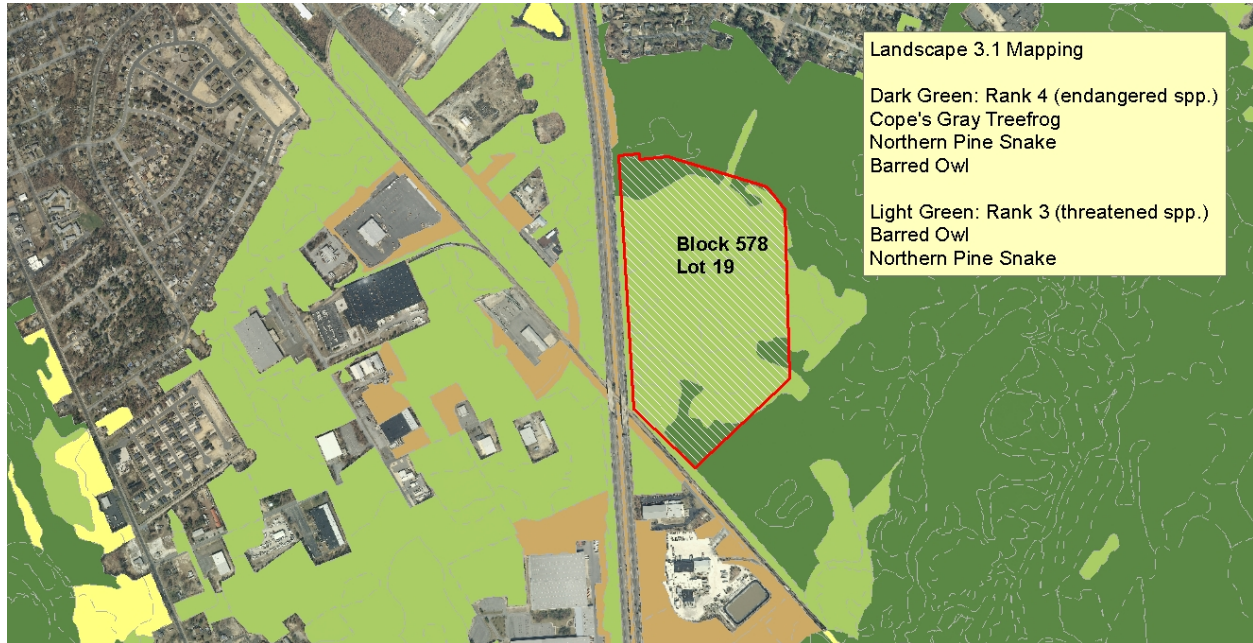 Landscape 3.1 Mapping
Dark Green: Rank 4 (endangered spp.)
Cope's Gray Treefrog
Northern Pine Snake
Barred Owl
Light Green: Rank 3 (threatened spp.)
Barred Owl
Northern Pine Snake
Block 578
Lot 19